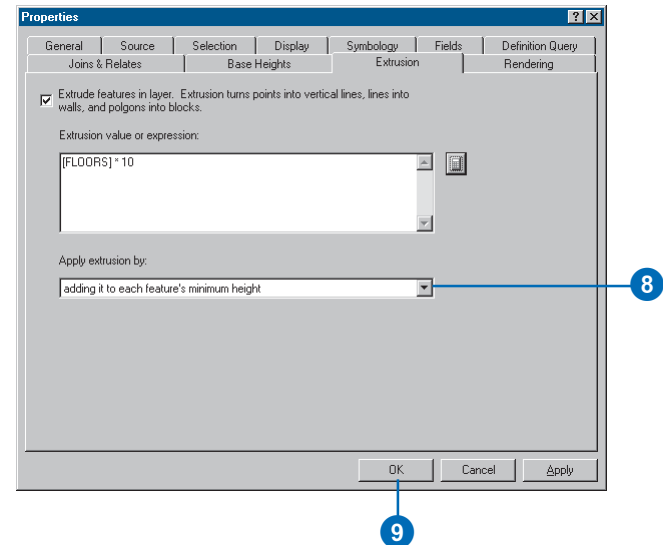 Properties
General Source Selection Display Symbology Fields Definition Query
Joins & Relates Base Heights Extrusion Rendering
Extrude features in layer. Extrusion turns points into vertical lines, lines into
walls, and polgons into blocks.
Extrusion value or expression:
[FLOORS] * 10
Apply extrusion by:
adding it to each feature's minimum height
8
OK Cancel Apply
9